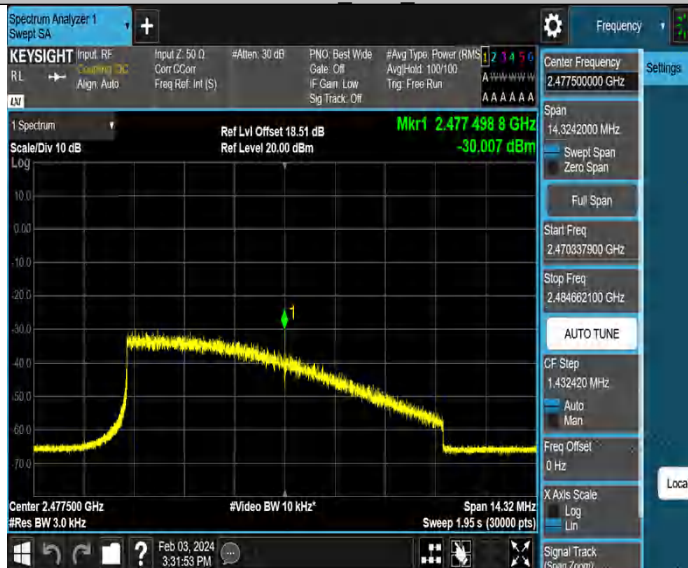 Spectrum Analyzer 1
Swept SA
+
Frequency
KEYSIGHT Input: RF Input Z: 50 Ω #Atten: 30 dB PNO: Best Wide #Avg Type: Power (RMS 1 2 3 4 5 6
RL Coupling: DC Corr CCorr Gate: Off Avg|Hold: 100/100 A W W W W W
Align: Auto Freq Ref: Int (S) IF Gain: Low Trig: Free Run
Sig Track: Off A A A A A A
LXI
1 Spectrum
Scale/Div 10 dB
Log
Ref Lvl Offset 18.51 dB
Ref Level 20.00 dBm
Mkr1 2.477 498 8 GHz
-30.007 dBm
10.0
0.00
-10.0
-20.0
-30.0
-40.0
-50.0
-60.0
-70.0
1
Center 2.477500 GHz #Video BW 10 kHz* Span 14.32 MHz
#Res BW 3.0 kHz Sweep 1.95 s (30000 pts)
Center Frequency
2.477500000 GHz
Settings
Span
14.3242000 MHz
Swept Span
Zero Span
Full Span
Start Freq
2.470337900 GHz
Stop Freq
2.484662100 GHz
AUTO TUNE
CF Step
1.432420 MHz
Auto
Man
Freq Offset
0 Hz
X Axis Scale
Log
Lin
Loca
Signal Track
(Span Zoom)
?
Feb 03, 2024
3:31:53 PM